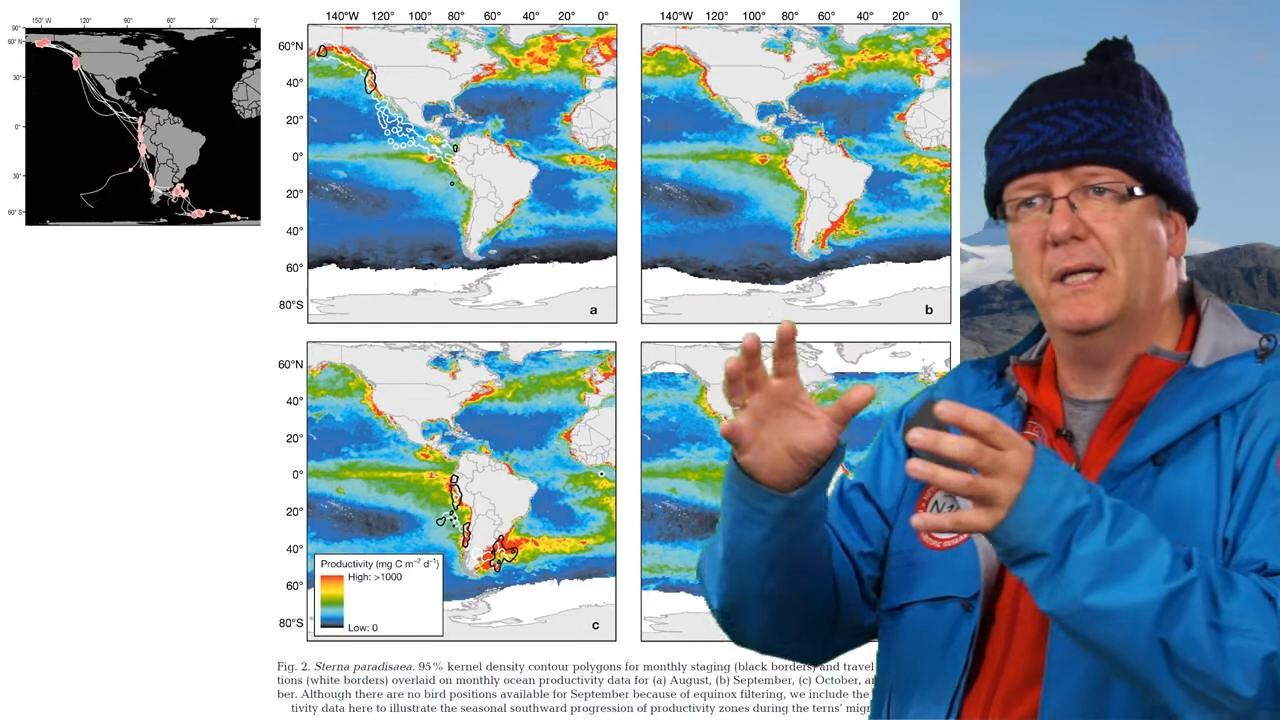 150° W 120° 90° 60° 30° 0°
90°
60° N
30°
0°
30°
60° S
140°W 120° 100° 80° 60° 40° 20° 0°
140°W 120° 100° 80° 60° 40° 20° 0°
60°N
40°
20°
0°
20°
40°
60°
80°S
a
b
60°N
40°
20°
0°
20°
40°
60°
80°S
Productivity (mg C m⁻² d⁻¹)
High: >1000
Low: 0
c
Fig. 2. Sterna paradisaea. 95% kernel density contour polygons for monthly staging (black borders) and travel
tions (white borders) overlaid on monthly ocean productivity data for (a) August, (b) September, (c) October, a
ber. Although there are no bird positions available for September because of equinox filtering, we include the
tivity data here to illustrate the seasonal southward progression of productivity zones during the terns’ migr